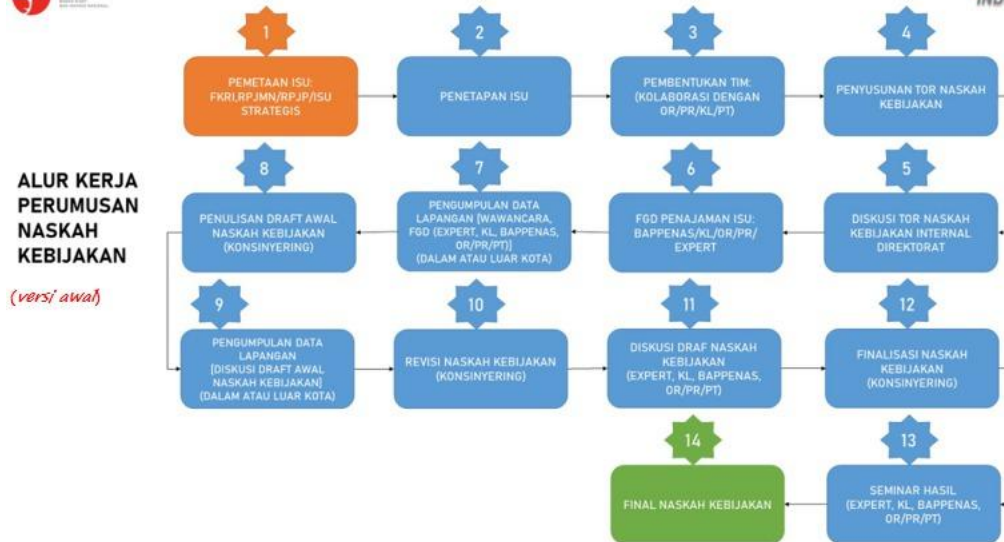 IND
1
2
3
4
PEMETAAN ISU:
FKRI,RPJMN/RPJP/ISU
STRATEGIS
PENETAPAN ISU
PEMBENTUKAN TIM:
(KOLABORASI DENGAN
OR/PR/KL/PT)
PENYUSUNAN TOR NASKAH
KEBIJAKAN
ALUR KERJA
PERUMUSAN
NASKAH
KEBIJAKAN
(versi awal)
8
7
6
5
PENULISAN DRAFT AWAL
NASKAH KEBIJAKAN
(KONSINYERING)
PENGUMPULAN DATA
LAPANGAN [WAWANCARA,
FGD (EXPERT, KL, BAPPENAS,
OR/PR/PT)]
(DALAM ATAU LUAR KOTA)
FGD PENAJAMAN ISU:
BAPPENAS/KL/OR/PR/
EXPERT
DISKUSI TOR NASKAH
KEBIJAKAN INTERNAL
DIREKTORAT
9
10
11
12
PENGUMPULAN DATA
LAPANGAN
[DISKUSI DRAFT AWAL
NASKAH KEBIJAKAN]
(DALAM ATAU LUAR KOTA)
REVISI NASKAH KEBIJAKAN
(KONSINYERING)
DISKUSI DRAF NASKAH
KEBIJAKAN
(EXPERT, KL, BAPPENAS,
OR/PR/PT)
FINALISASI NASKAH
KEBIJAKAN
(KONSINYERING)
14
13
FINAL NASKAH KEBIJAKAN
SEMINAR HASIL
(EXPERT, KL, BAPPENAS,
OR/PR/PT)